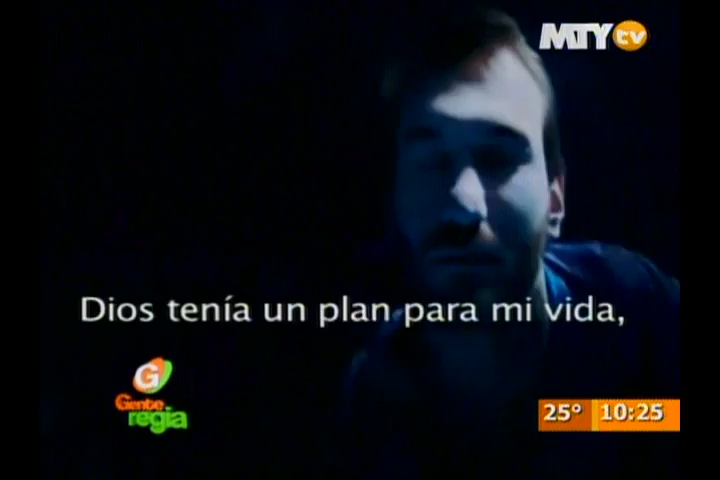 MTY tv
Dios tenía un plan para mi vida,
G
Gente
regia
25° 10:25